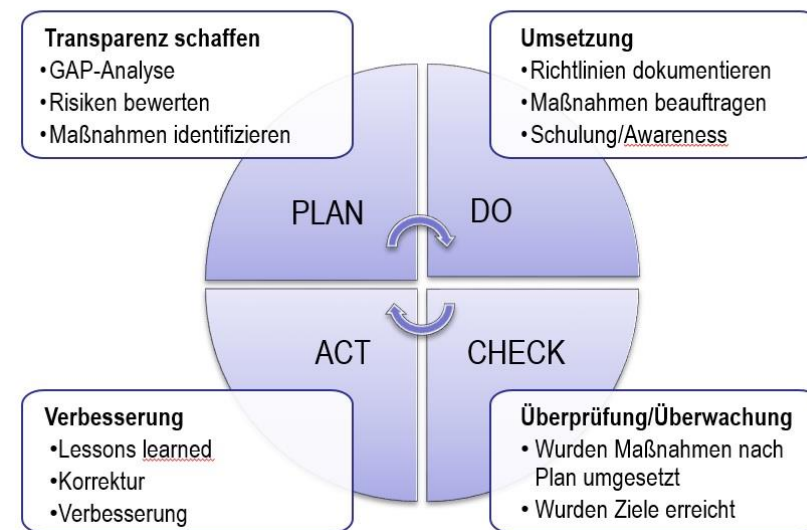 Transparenz schaffen
•GAP-Analyse
•Risiken bewerten
•Maßnahmen identifizieren
Umsetzung
•Richtlinien dokumentieren
•Maßnahmen beauftragen
•Schulung/Awareness
PLAN
DO
ACT
CHECK
Verbesserung
•Lessons learned
•Korrektur
•Verbesserung
Überprüfung/Überwachung
• Wurden Maßnahmen nach
Plan umgesetzt
• Wurden Ziele erreicht